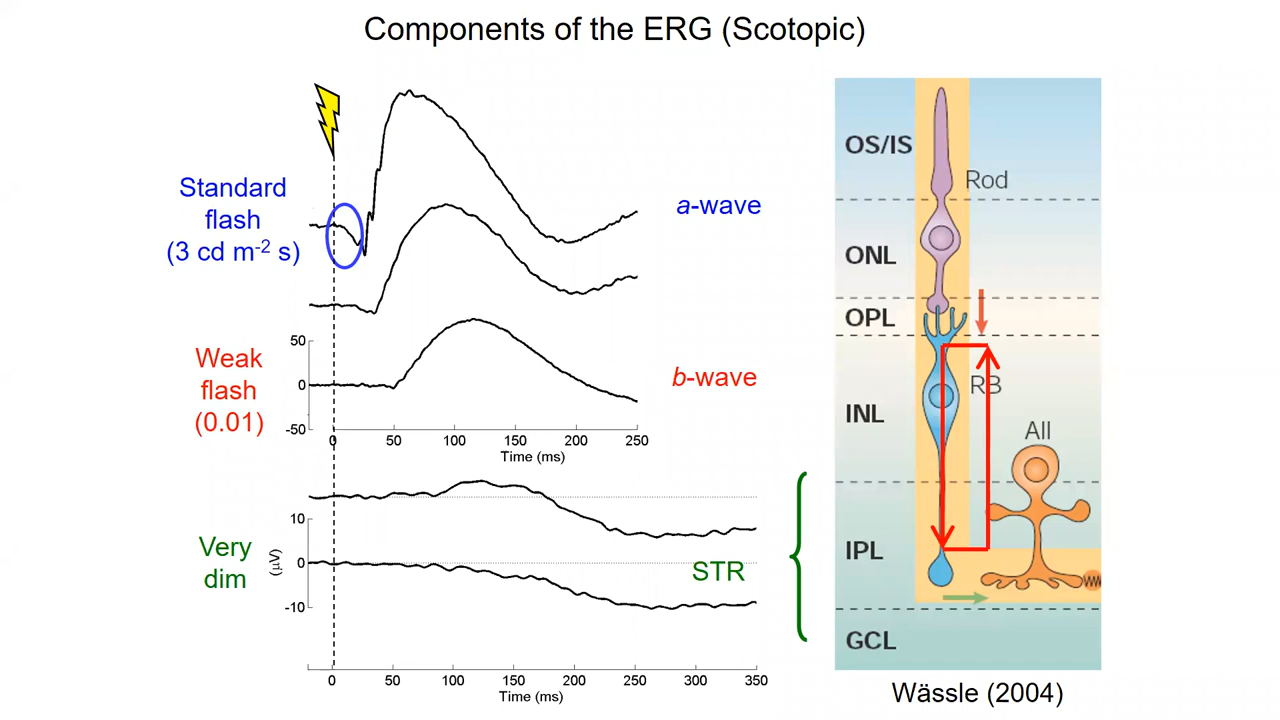 Components of the ERG (Scotopic)
Standard
flash
(3 cd m-2 s)
a-wave
Weak
flash
(0.01)
b-wave
50
0
-50
0 50 100 150 200 250
Time (ms)
Very
dim
(μV)
10
0
-10
STR
0 50 100 150 200 250 300 350
Time (ms)
OS/IS
Rod
ONL
OPL
RB
INL
AII
IPL
GCL
Wässle (2004)